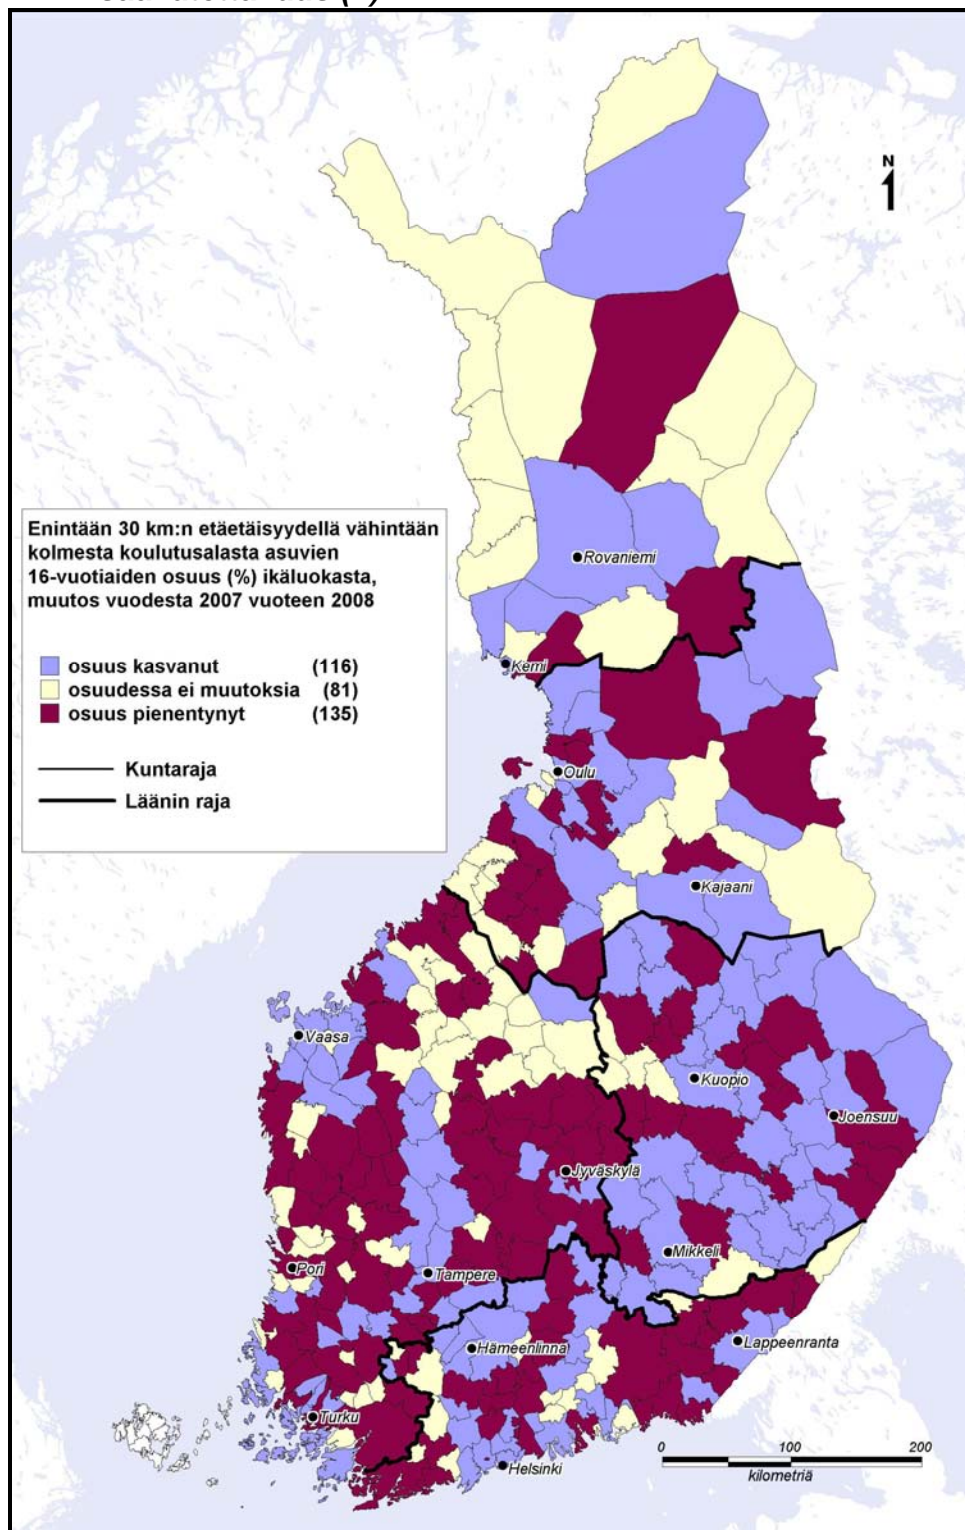 N
Enintään 30 km:n etäetäisyydellä vähintään
kolmesta koulutusalasta asuvien
16-vuotiaiden osuus (%) ikäluokasta,
muutos vuodesta 2007 vuoteen 2008
osuus kasvanut (116)
osuudessa ei muutoksia (81)
osuus pienentynyt (135)
Kuntaraja
Läänin raja
Rovaniemi
Kemi
Oulu
Kajaani
Vaasa
Kuopio
Joensuu
Jyväskylä
Mikkeli
Pori
Tampere
Lappeenranta
Hämeenlinna
Turku
Helsinki
0 100 200
kilometriä